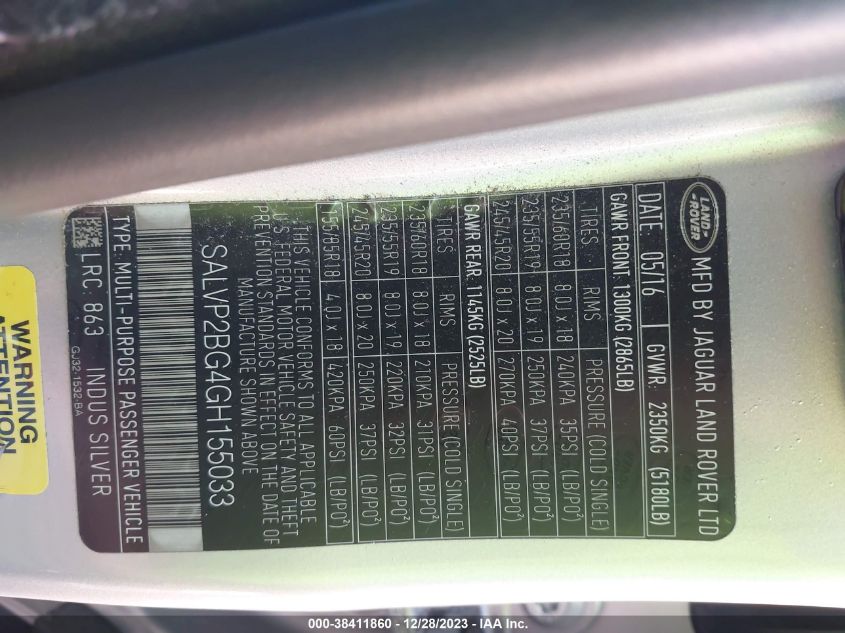 LAND
ROVER
MFD BY JAGUAR LAND ROVER LTD
DATE: 05/16 GVWR: 2350KG (5180LB)
GAWR FRONT: 1300KG (2865LB)
TIRES RIMS PRESSURE (COLD SINGLE)
235/60R18 8.0J x 18 240KPA 35PSI (LB/PO²)
235/55R19 8.0J x 19 250KPA 37PSI (LB/PO²)
245/45R20 8.0J x 20 270KPA 40PSI (LB/PO²)
GAWR REAR: 1145KG (2525LB)
TIRES RIMS PRESSURE (COLD SINGLE)
235/60R18 8.0J x 18 210KPA 31PSI (LB/PO²)
235/55R19 8.0J x 19 220KPA 32PSI (LB/PO²)
245/45R20 8.0J x 20 250KPA 37PSI (LB/PO²)
155/85R18 4.0J x 18 420KPA 60PSI (LB/PO²)
THIS VEHICLE CONFORMS TO ALL APPLICABLE
U.S. FEDERAL MOTOR VEHICLE SAFETY AND THEFT
PREVENTION STANDARDS IN EFFECT ON THE DATE OF
MANUFACTURE SHOWN ABOVE
SALVP2BG4GH155033
TYPE: MULTI-PURPOSE PASSENGER VEHICLE
LRC: 863 INDUS SILVER
GJ32-1532-BA
WARNING
ATTENTION
000-38411860 - 12/28/2023 - IAA Inc.